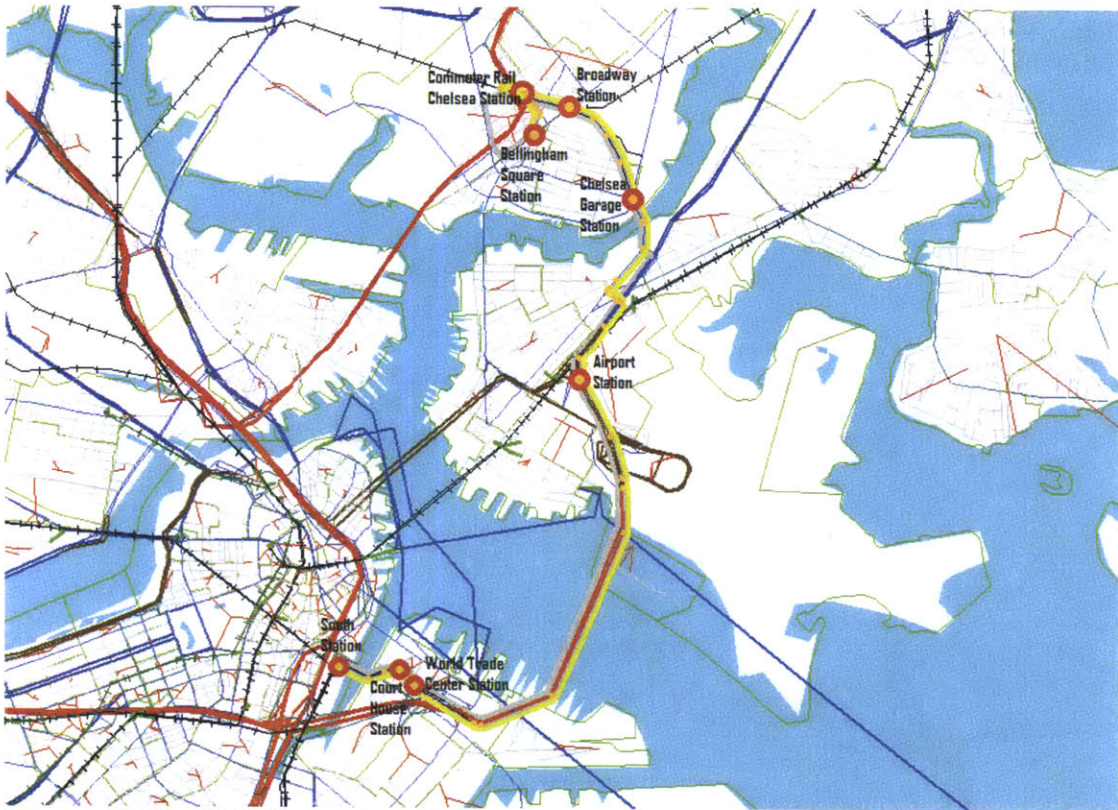 Commuter Rail
Chelsea Station
Broadway
Station
Bellingham
Square
Station
Chelsea
Garage
Station
Airport
Station
South
Station
World Trade
Center Station
Court
House
Station